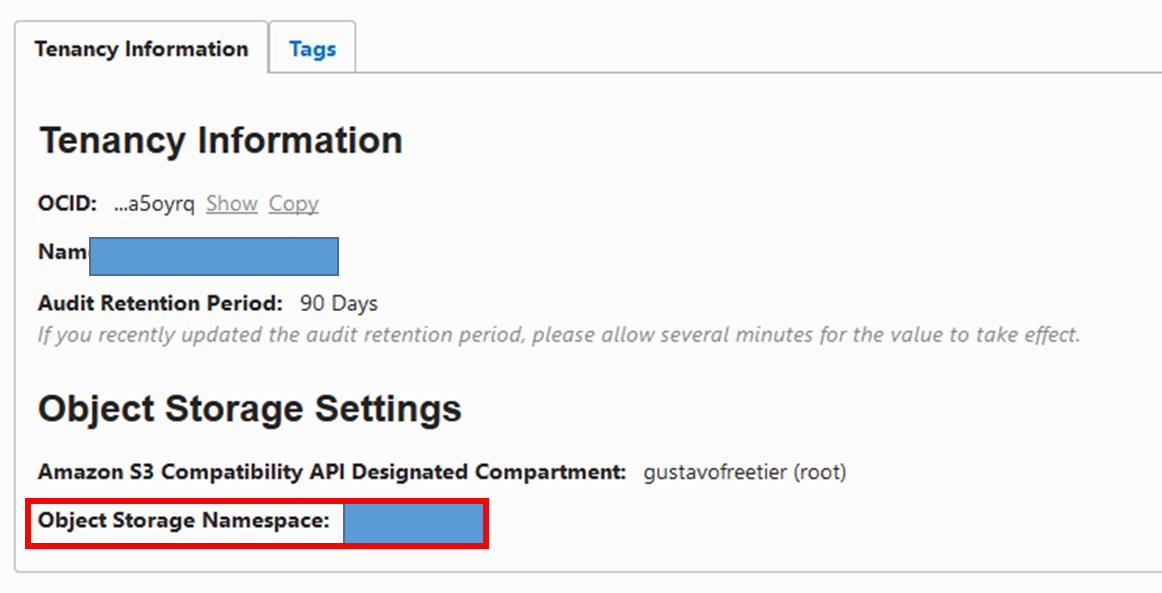 Tenancy Information Tags
Tenancy Information
OCID: ...a5oyrq Show Copy
Nam
Audit Retention Period: 90 Days
If you recently updated the audit retention period, please allow several minutes for the value to take effect.
Object Storage Settings
Amazon S3 Compatibility API Designated Compartment: gustavofreetier (root)
Object Storage Namespace: